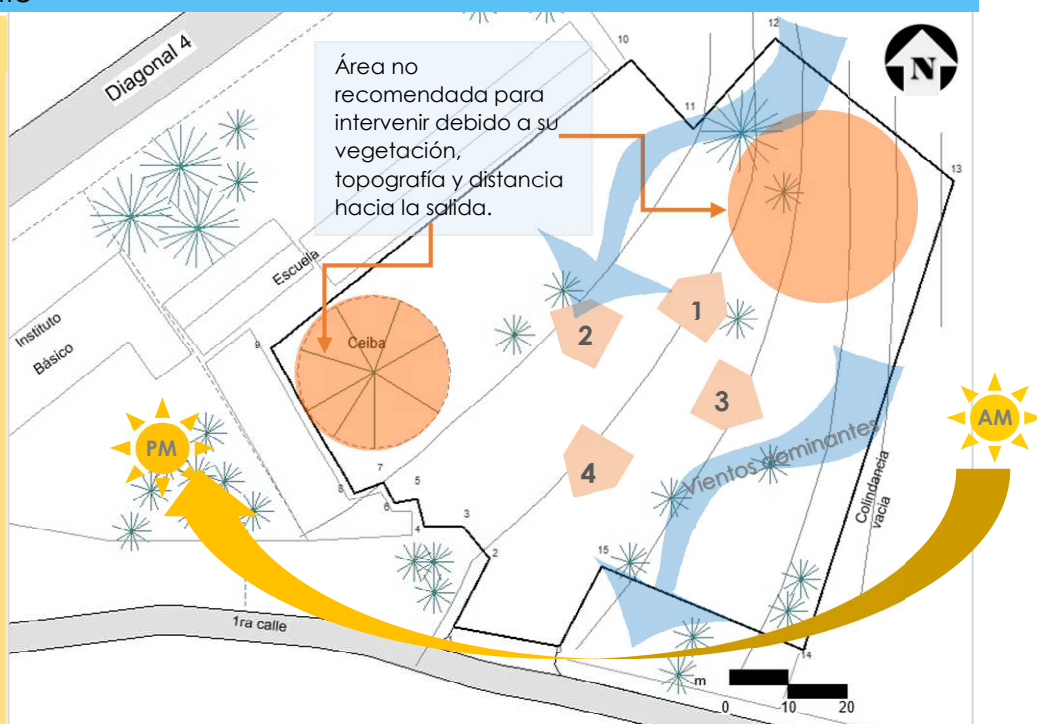 Diagonal 4
Área no
recomendada para
intervenir debido a su
vegetación,
topografía y distancia
hacia la salida.
N
10
11
12
13
Escuela
Instituto
Básico
9
Ceiba
1
2
3
4
PM
AM
Vientos dominantes
Colindancia
vacia
7
8
6
5
4
3
2
1
15
14
1ra calle
m
0 10 20